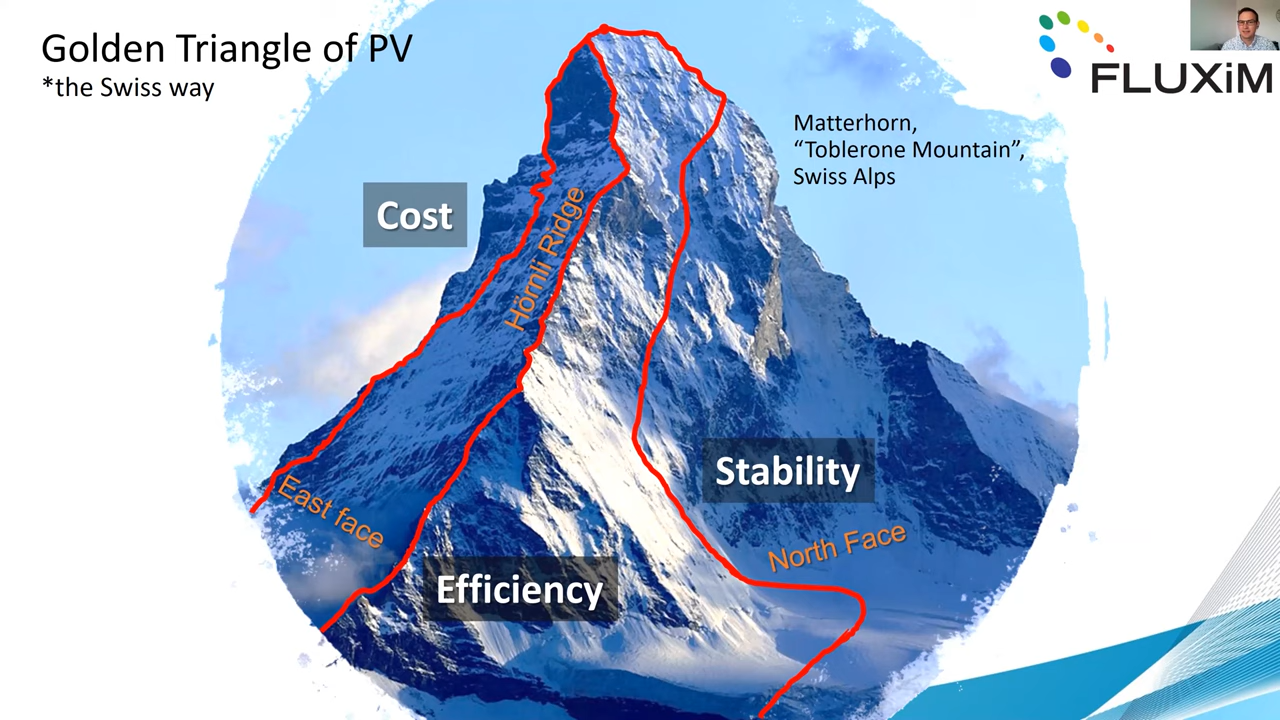 Golden Triangle of PV
*the Swiss way
FLUXiM
Matterhorn,
“Toblerone Mountain”,
Swiss Alps
Cost
Hörnli Ridge
Stability
East face
North Face
Efficiency